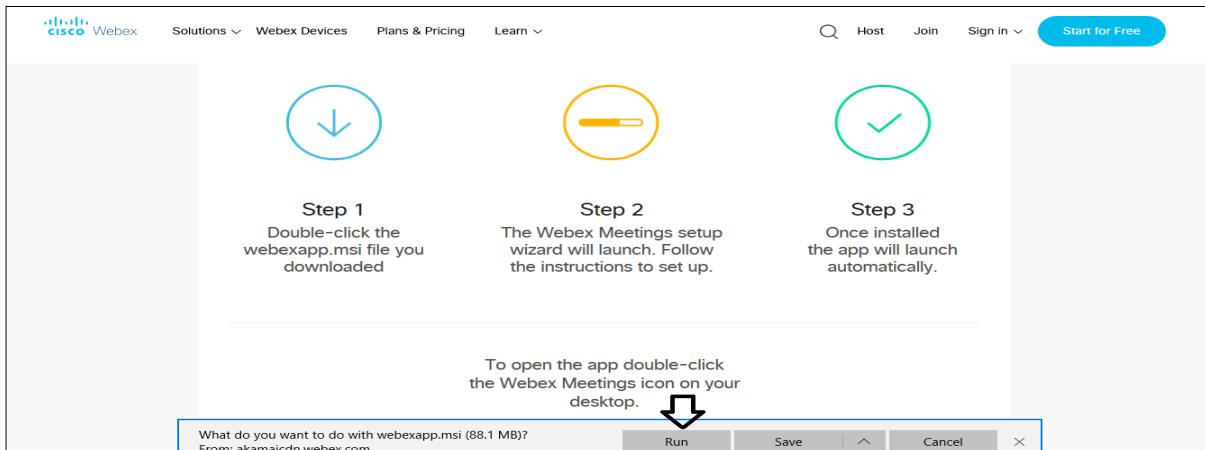 cisco Webex Solutions Webex Devices Plans & Pricing Learn Host Join Sign in Start for Free
Step 1
Double-click the
webexapp.msi file you
downloaded
Step 2
The Webex Meetings setup
wizard will launch. Follow
the instructions to set up.
Step 3
Once installed
the app will launch
automatically.
To open the app double-click
the Webex Meetings icon on your
desktop.
What do you want to do with webexapp.msi (88.1 MB)?
From: akamaicdn.webex.com
Run Save Cancel